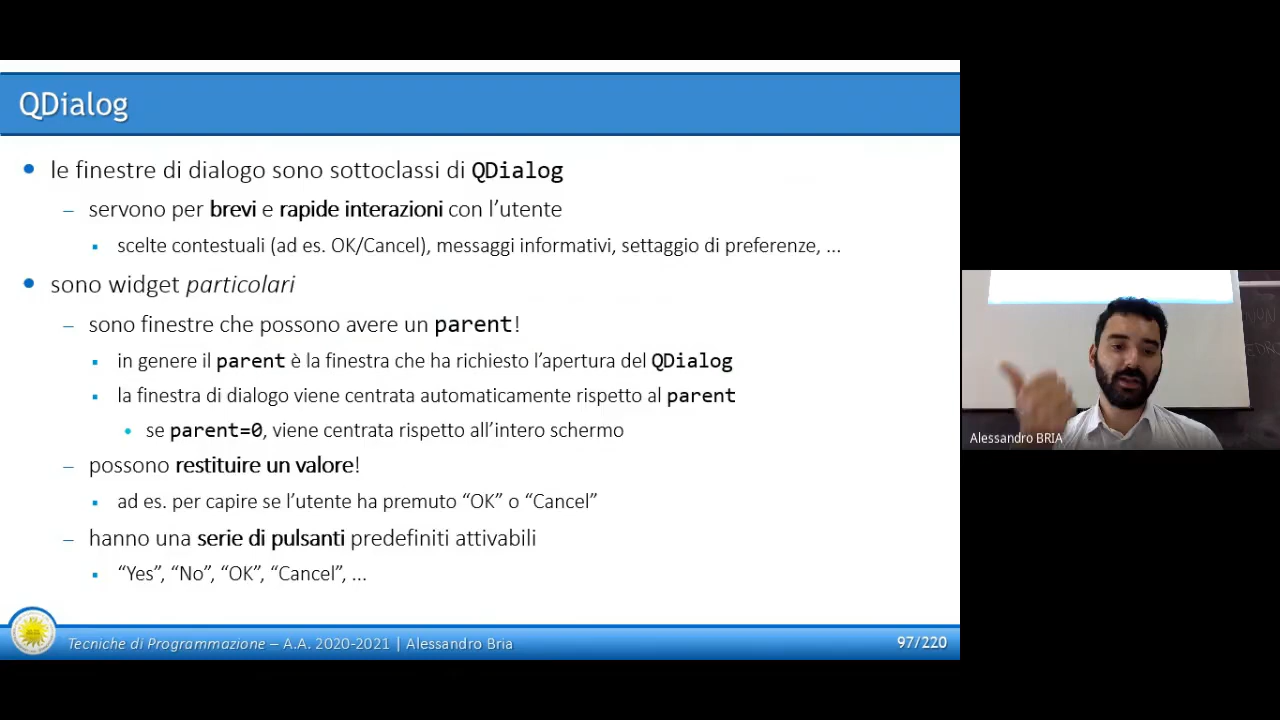 QDialog
le finestre di dialogo sono sottoclassi di QDialog
– servono per brevi e rapide interazioni con l’utente
scelte contestuali (ad es. OK/Cancel), messaggi informativi, settaggio di preferenze, ...
sono widget particolari
– sono finestre che possono avere un parent!
in genere il parent è la finestra che ha richiesto l’apertura del QDialog
la finestra di dialogo viene centrata automaticamente rispetto al parent
se parent=0, viene centrata rispetto all’intero schermo
– possono restituire un valore!
ad es. per capire se l’utente ha premuto “OK” o “Cancel”
– hanno una serie di pulsanti predefiniti attivabili
“Yes”, “No”, “OK”, “Cancel”, ...
Tecniche di Programmazione – A.A. 2020-2021 | Alessandro Bria
97/220
Alessandro BRIA